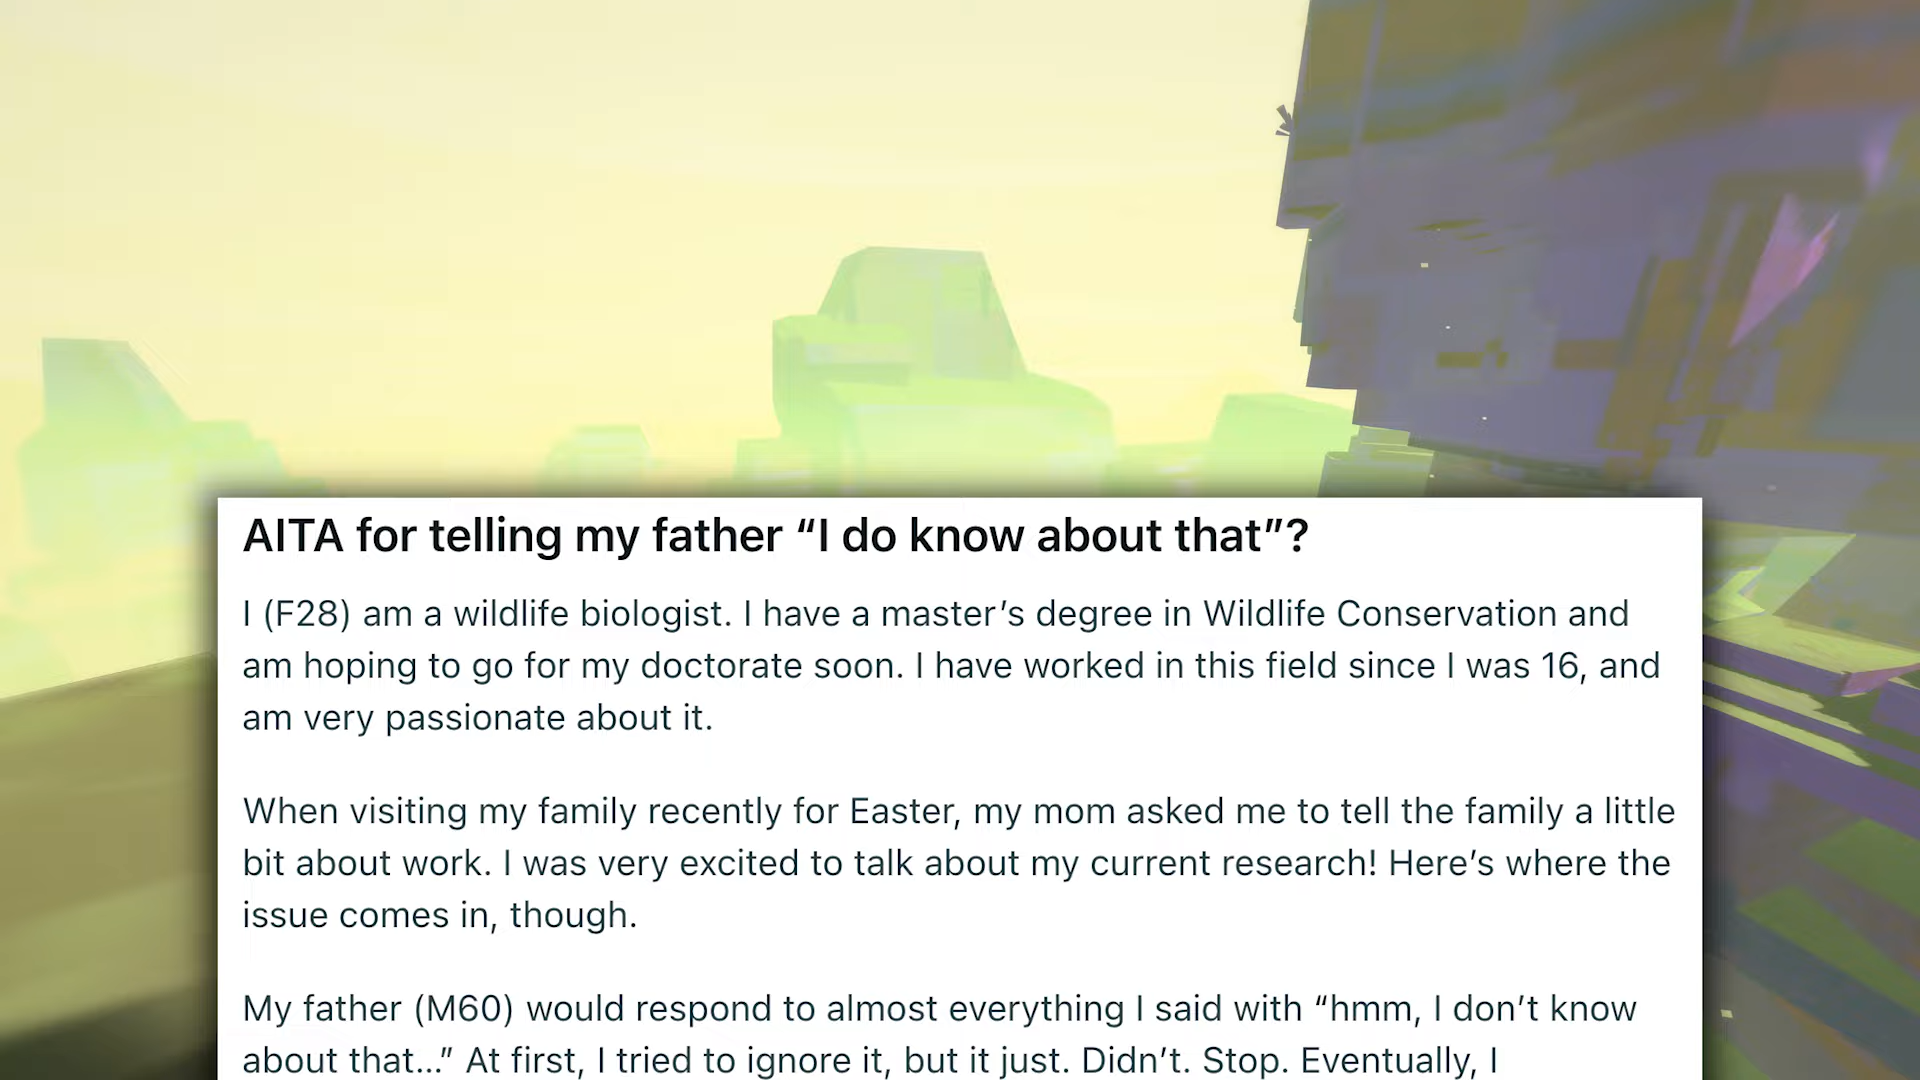 AITA for telling my father “I do know about that”?
I (F28) am a wildlife biologist. I have a master’s degree in Wildlife Conservation and
am hoping to go for my doctorate soon. I have worked in this field since I was 16, and
am very passionate about it.
When visiting my family recently for Easter, my mom asked me to tell the family a little
bit about work. I was very excited to talk about my current research! Here’s where the
issue comes in, though.
My father (M60) would respond to almost everything I said with “hmm, I don’t know
about that...” At first, I tried to ignore it, but it just. Didn’t. Stop. Eventually, I